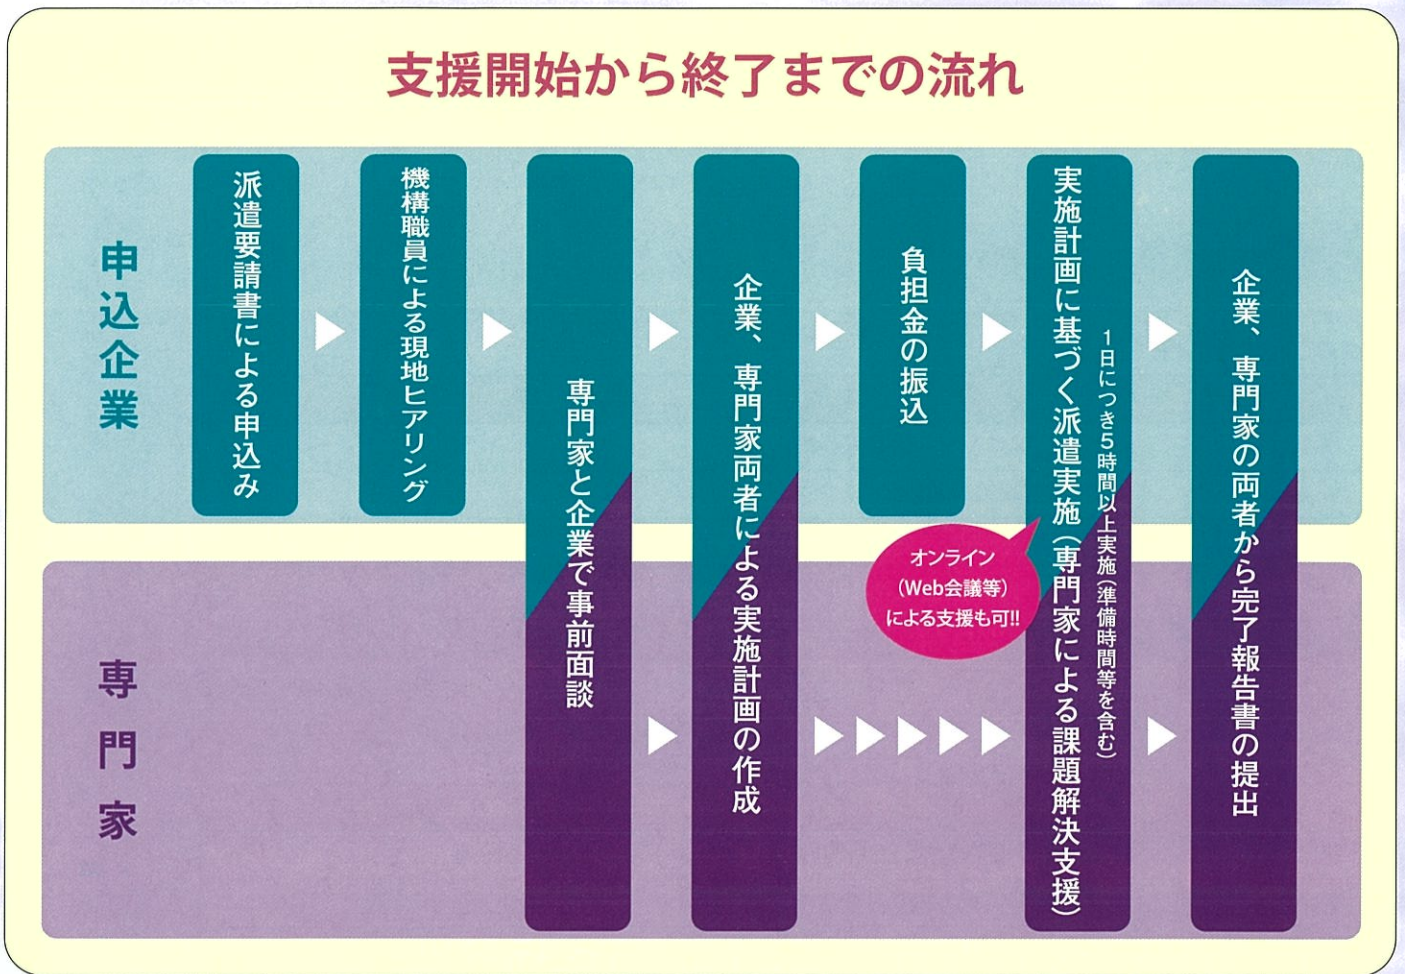 支援開始から終了までの流れ
申込企業
派遣要請書による申込み
機構職員による現地ヒアリング
専門家と企業で事前面談
企業、専門家両者による実施計画の作成
負担金の振込
実施計画に基づく派遣実施（専門家による課題解決支援）
1日につき5時間以上実施（準備時間等を含む）
オンライン
（Web会議等）
による支援も可!!
企業、専門家の両者から完了報告書の提出
専門家